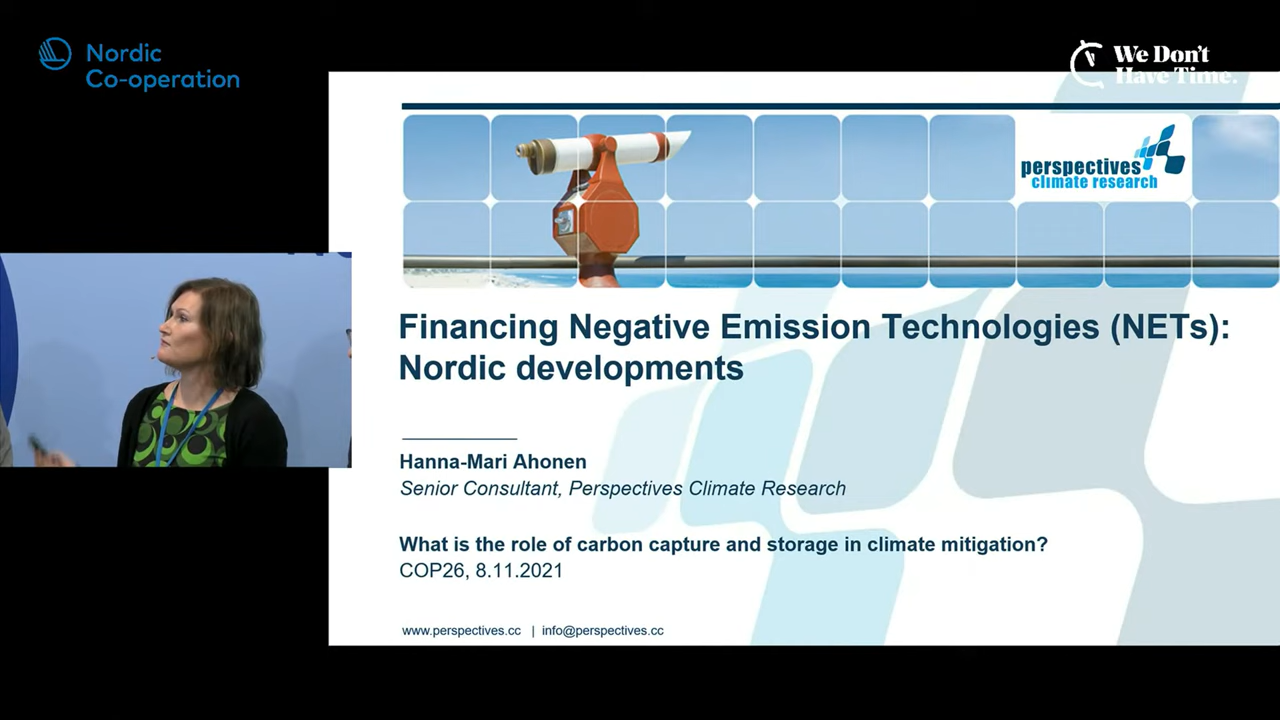 Nordic
Co-operation
We Don't
Have Time.
perspectives
climate research
Financing Negative Emission Technologies (NETs):
Nordic developments
Hanna-Mari Ahonen
Senior Consultant, Perspectives Climate Research
What is the role of carbon capture and storage in climate mitigation?
COP26, 8.11.2021
www.perspectives.cc | info@perspectives.cc